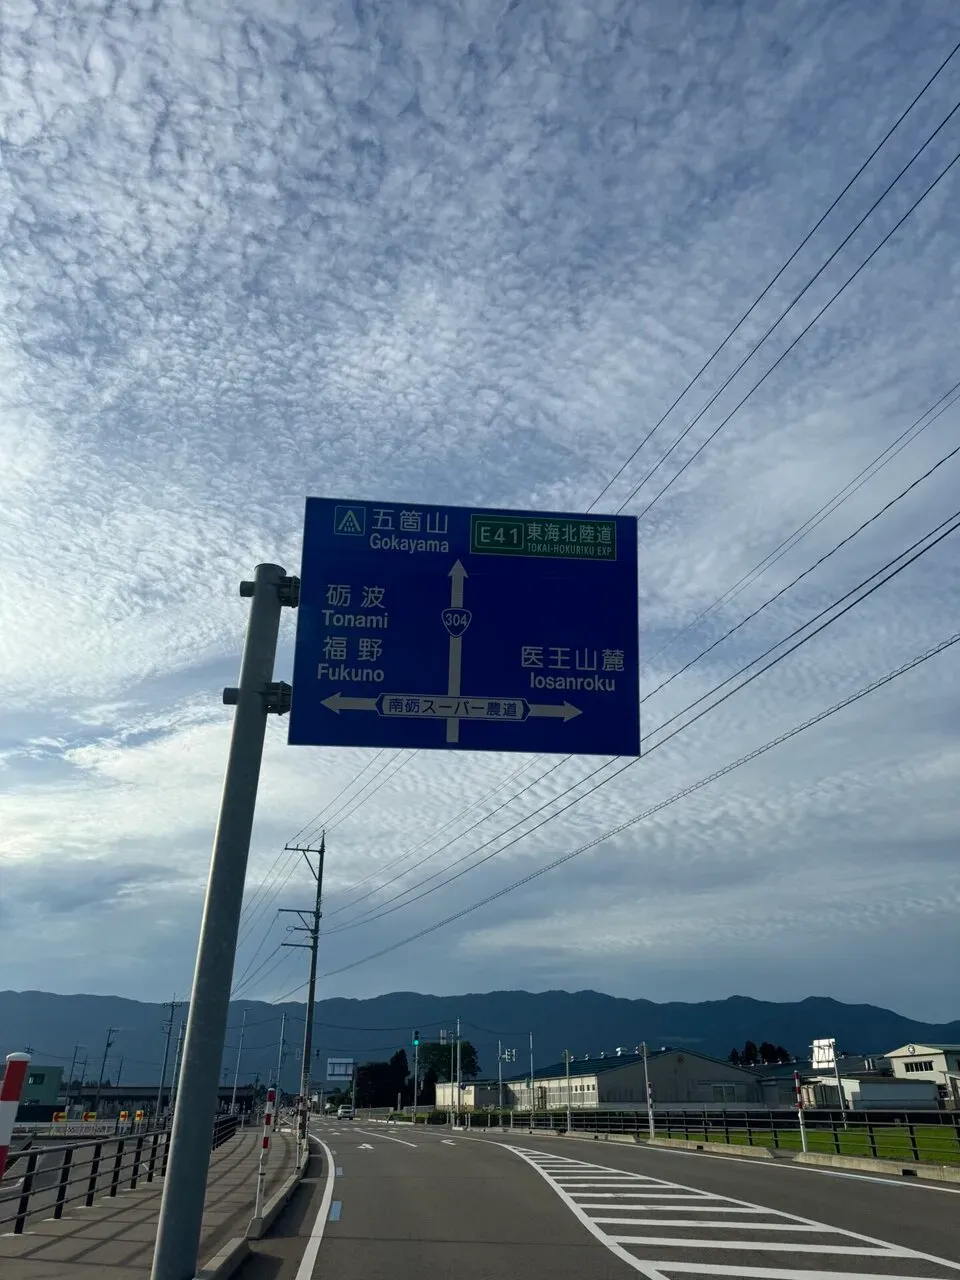 五箇山
Gokayama
E41 東海北陸道
TOKAI-HOKURIKU EXP
304
砺波
Tonami
福野
Fukuno
医王山麓
Iosanroku
南砺スーパー農道